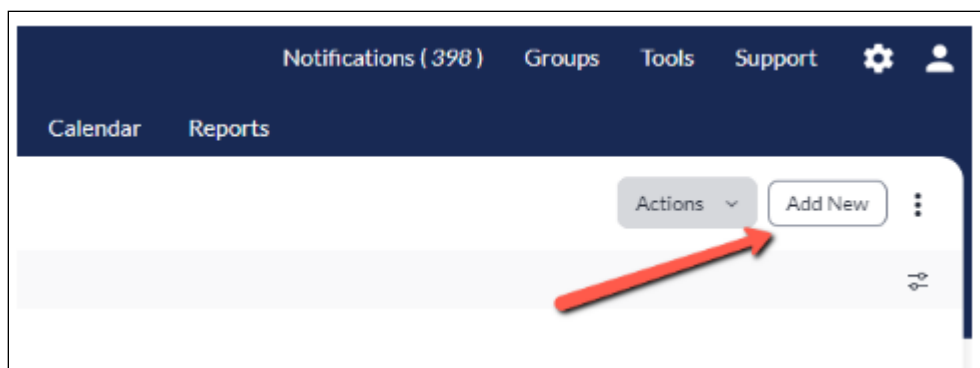 Notifications ( 398 ) Groups Tools Support
Calendar Reports
Actions Add New